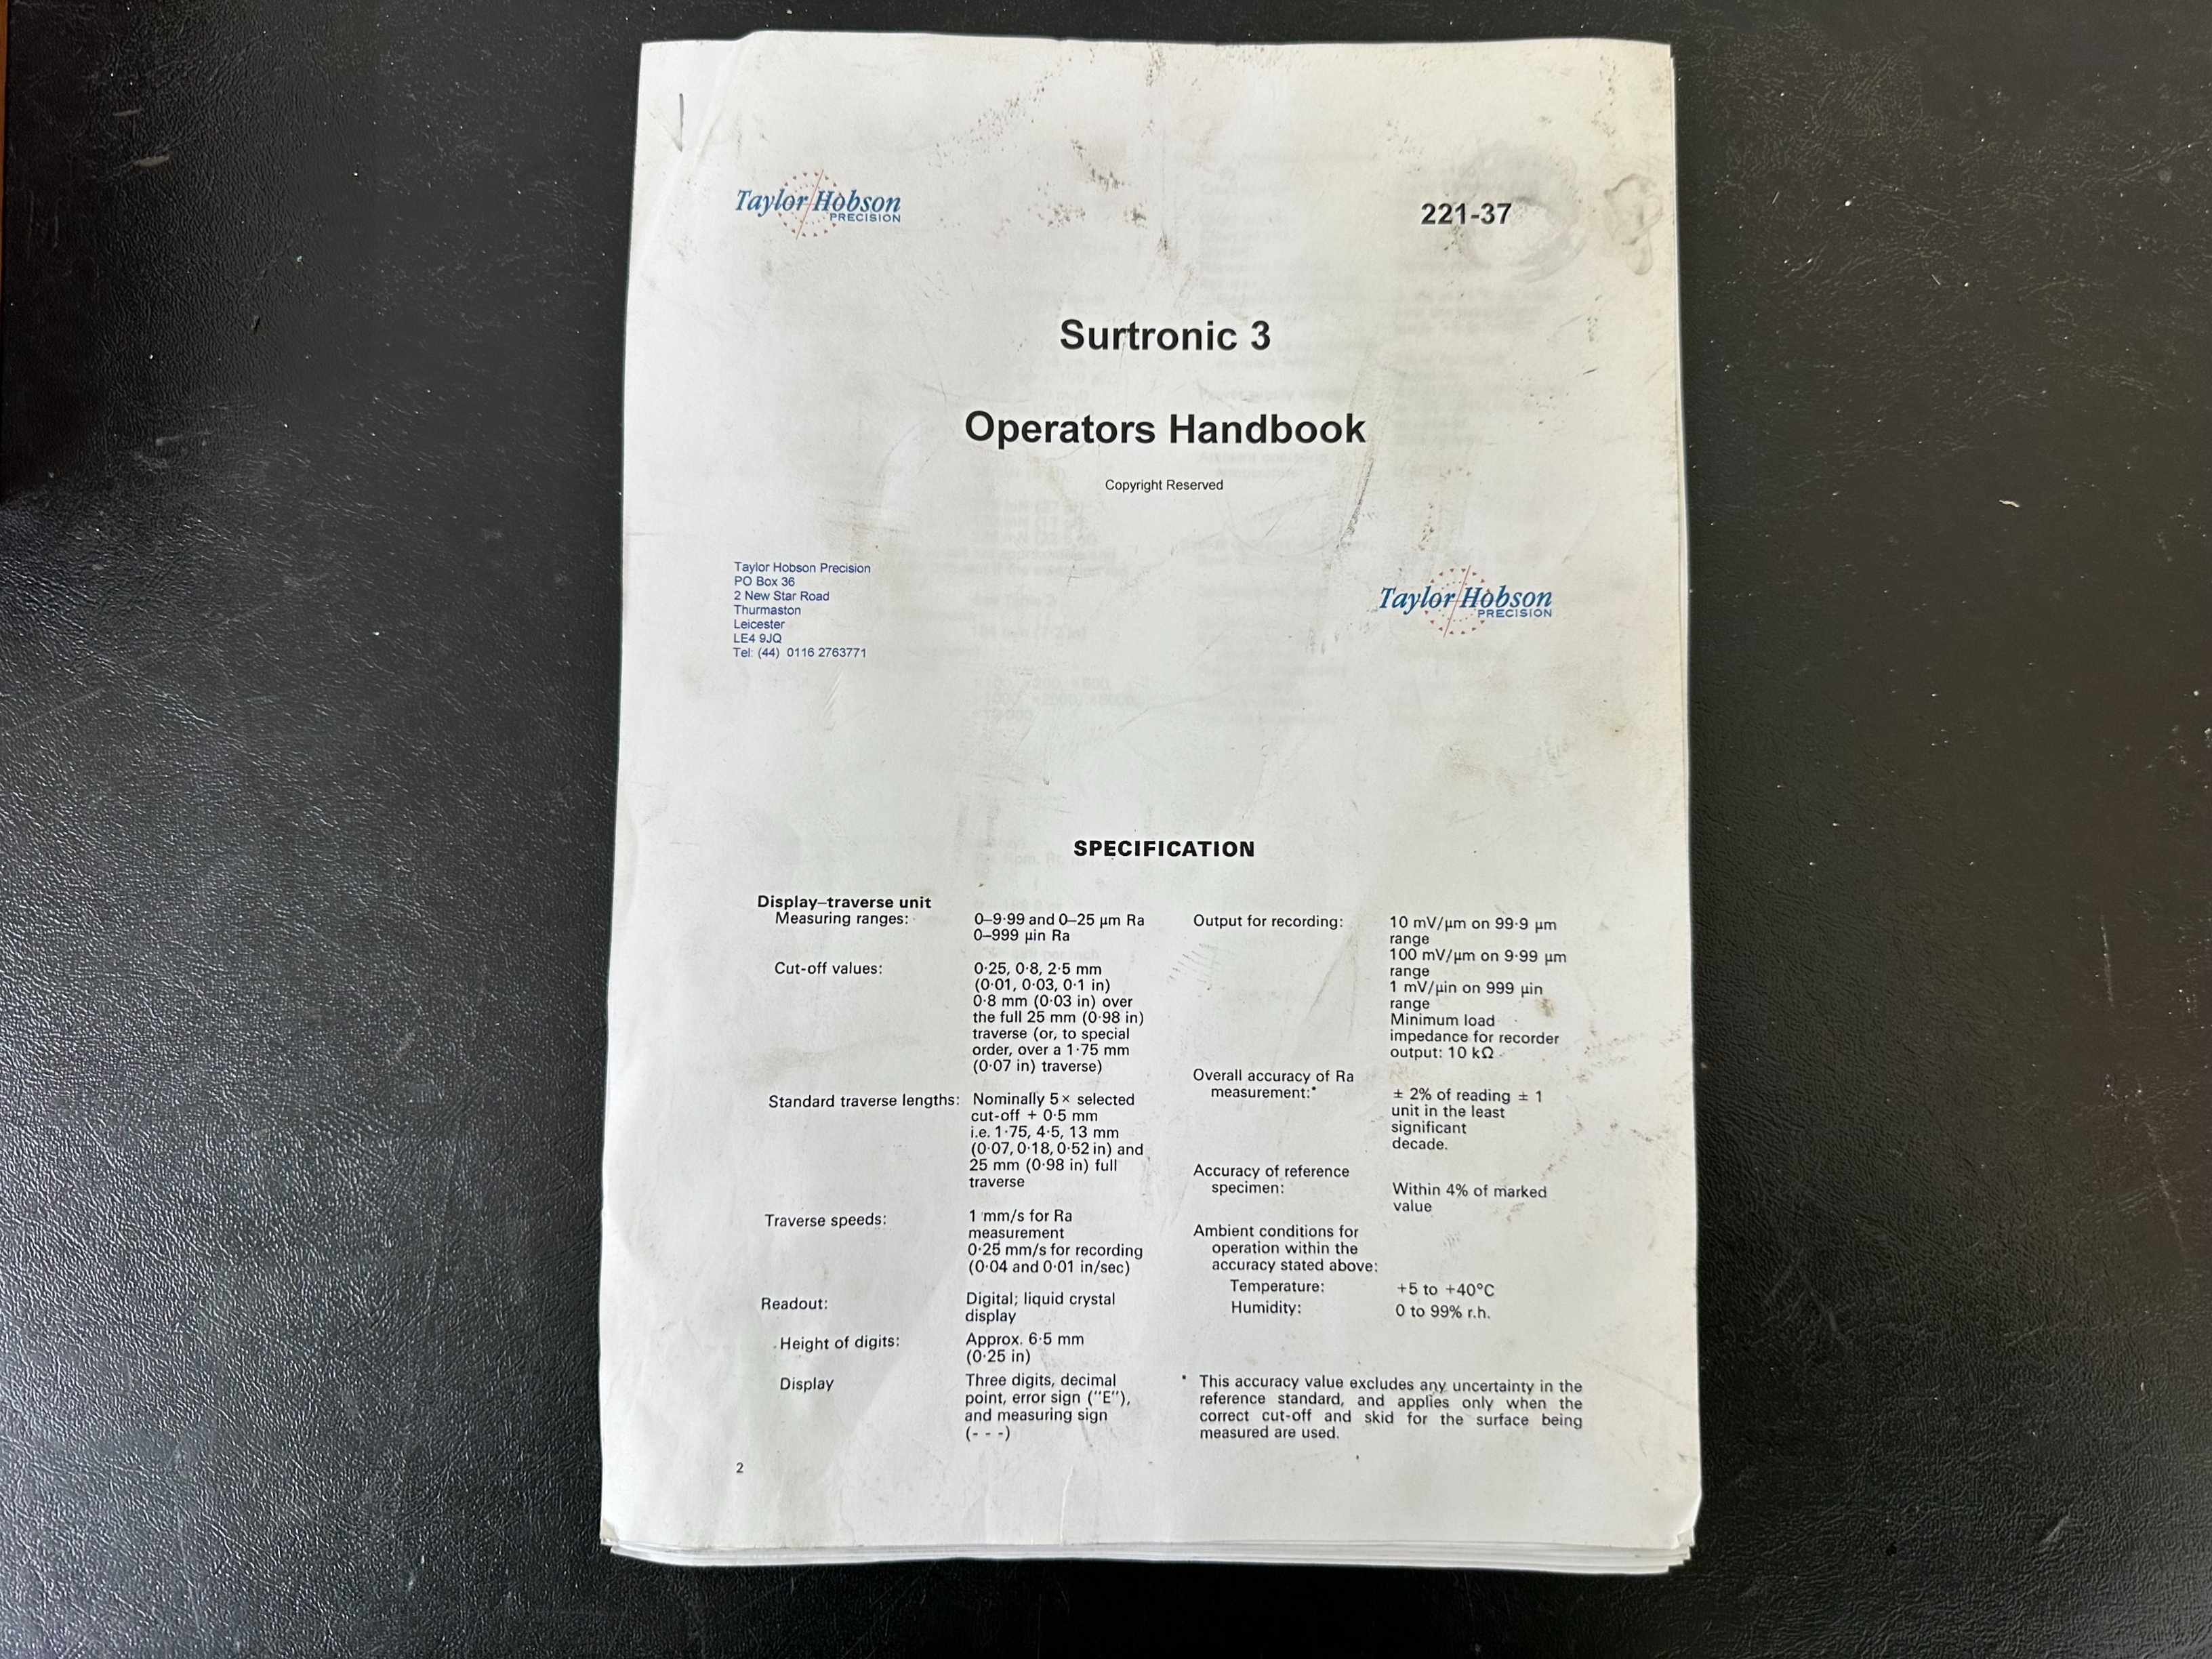 Taylor Hobson
PRECISION
221-37
Surtronic 3
Operators Handbook
Copyright Reserved
Taylor Hobson Precision
PO Box 36
2 New Star Road
Thurmaston
Leicester
LE4 9JQ
Tel: (44) 0116 2763771
Taylor Hobson
PRECISION
SPECIFICATION
Display–traverse unit
Measuring ranges:
0–9·99 and 0–25 μm Ra
0–999 μin Ra
Cut-off values:
0·25, 0·8, 2·5 mm
(0·01, 0·03, 0·1 in)
0·8 mm (0·03 in) over
the full 25 mm (0·98 in)
traverse (or, to special
order, over a 1·75 mm
(0·07 in) traverse)
Standard traverse lengths:
Nominally 5× selected
cut-off + 0·5 mm
i.e. 1·75, 4·5, 13 mm
(0·07, 0·18, 0·52 in) and
25 mm (0·98 in) full
traverse
Traverse speeds:
1 mm/s for Ra
measurement
0·25 mm/s for recording
(0·04 and 0·01 in/sec)
Readout:
Digital; liquid crystal
display
Height of digits:
Approx. 6·5 mm
(0·25 in)
Display
Three digits, decimal
point, error sign ("E"),
and measuring sign
(- - -)
Output for recording:
10 mV/μm on 99·9 μm
range
100 mV/μm on 9·99 μm
range
1 mV/μin on 999 μin
range
Minimum load
impedance for recorder
output: 10 kΩ
Overall accuracy of Ra
measurement:*
± 2% of reading ± 1
unit in the least
significant
decade.
Accuracy of reference
specimen:
Within 4% of marked
value
Ambient conditions for
operation within the
accuracy stated above:
Temperature:
+5 to +40°C
Humidity:
0 to 99% r.h.
* This accuracy value excludes any uncertainty in the
reference standard, and applies only when the
correct cut-off and skid for the surface being
measured are used.
2